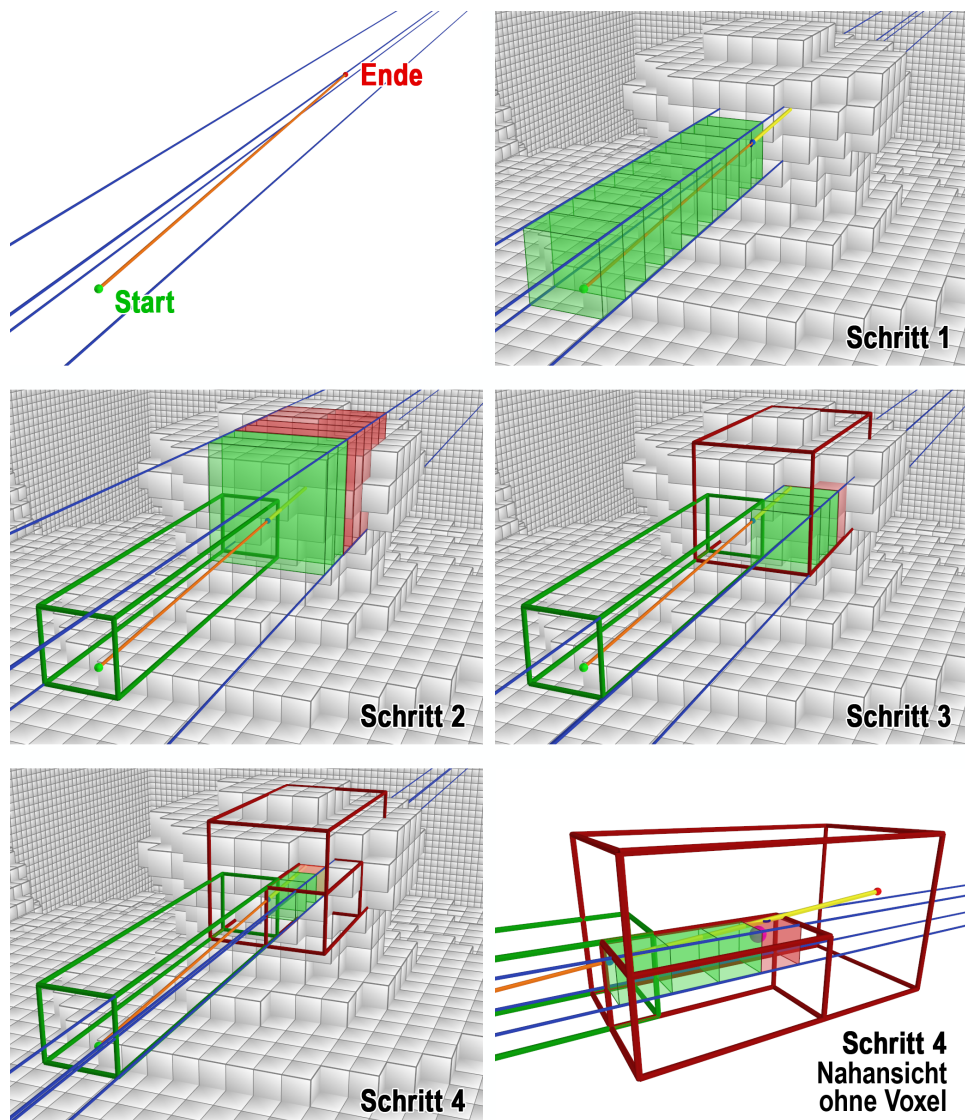 Ende
Start
Schritt 1
Schritt 2
Schritt 3
Schritt 4
Schritt 4
Nahansicht
ohne Voxel